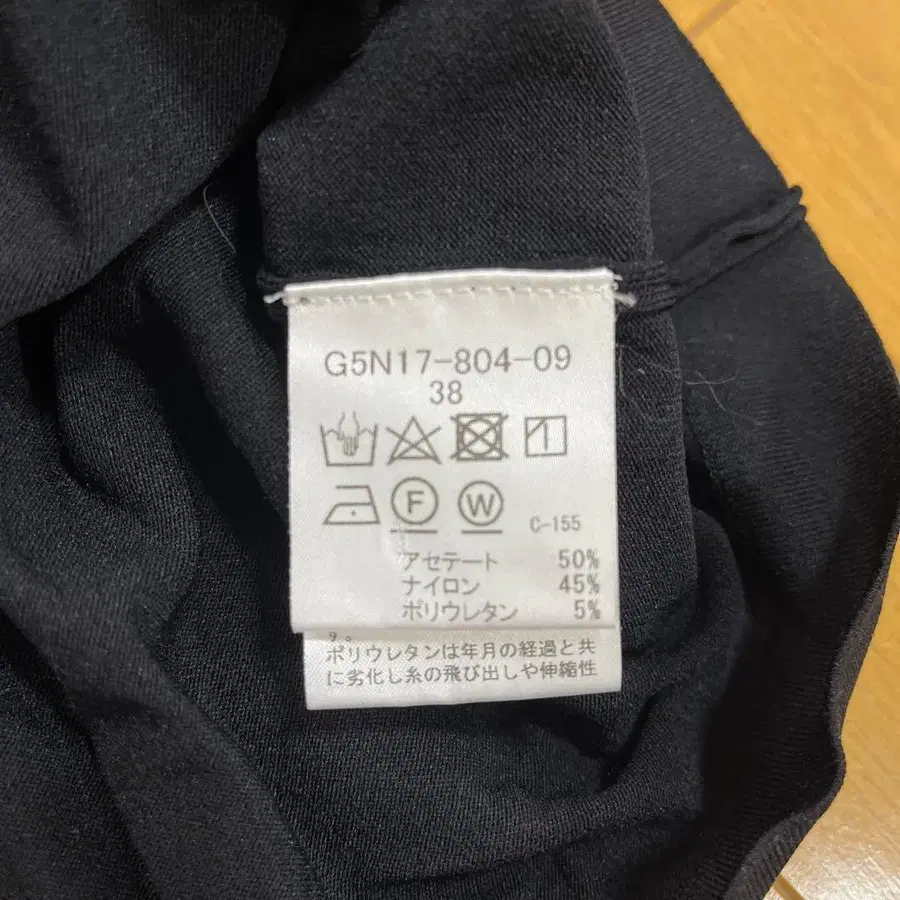 G5N17-804-09
38
F W C-155
アセテート 50%
ナイロン 45%
ポリウレタン 5%
ポリウレタンは年月の経過と共
に劣化し糸の飛び出しや伸縮性